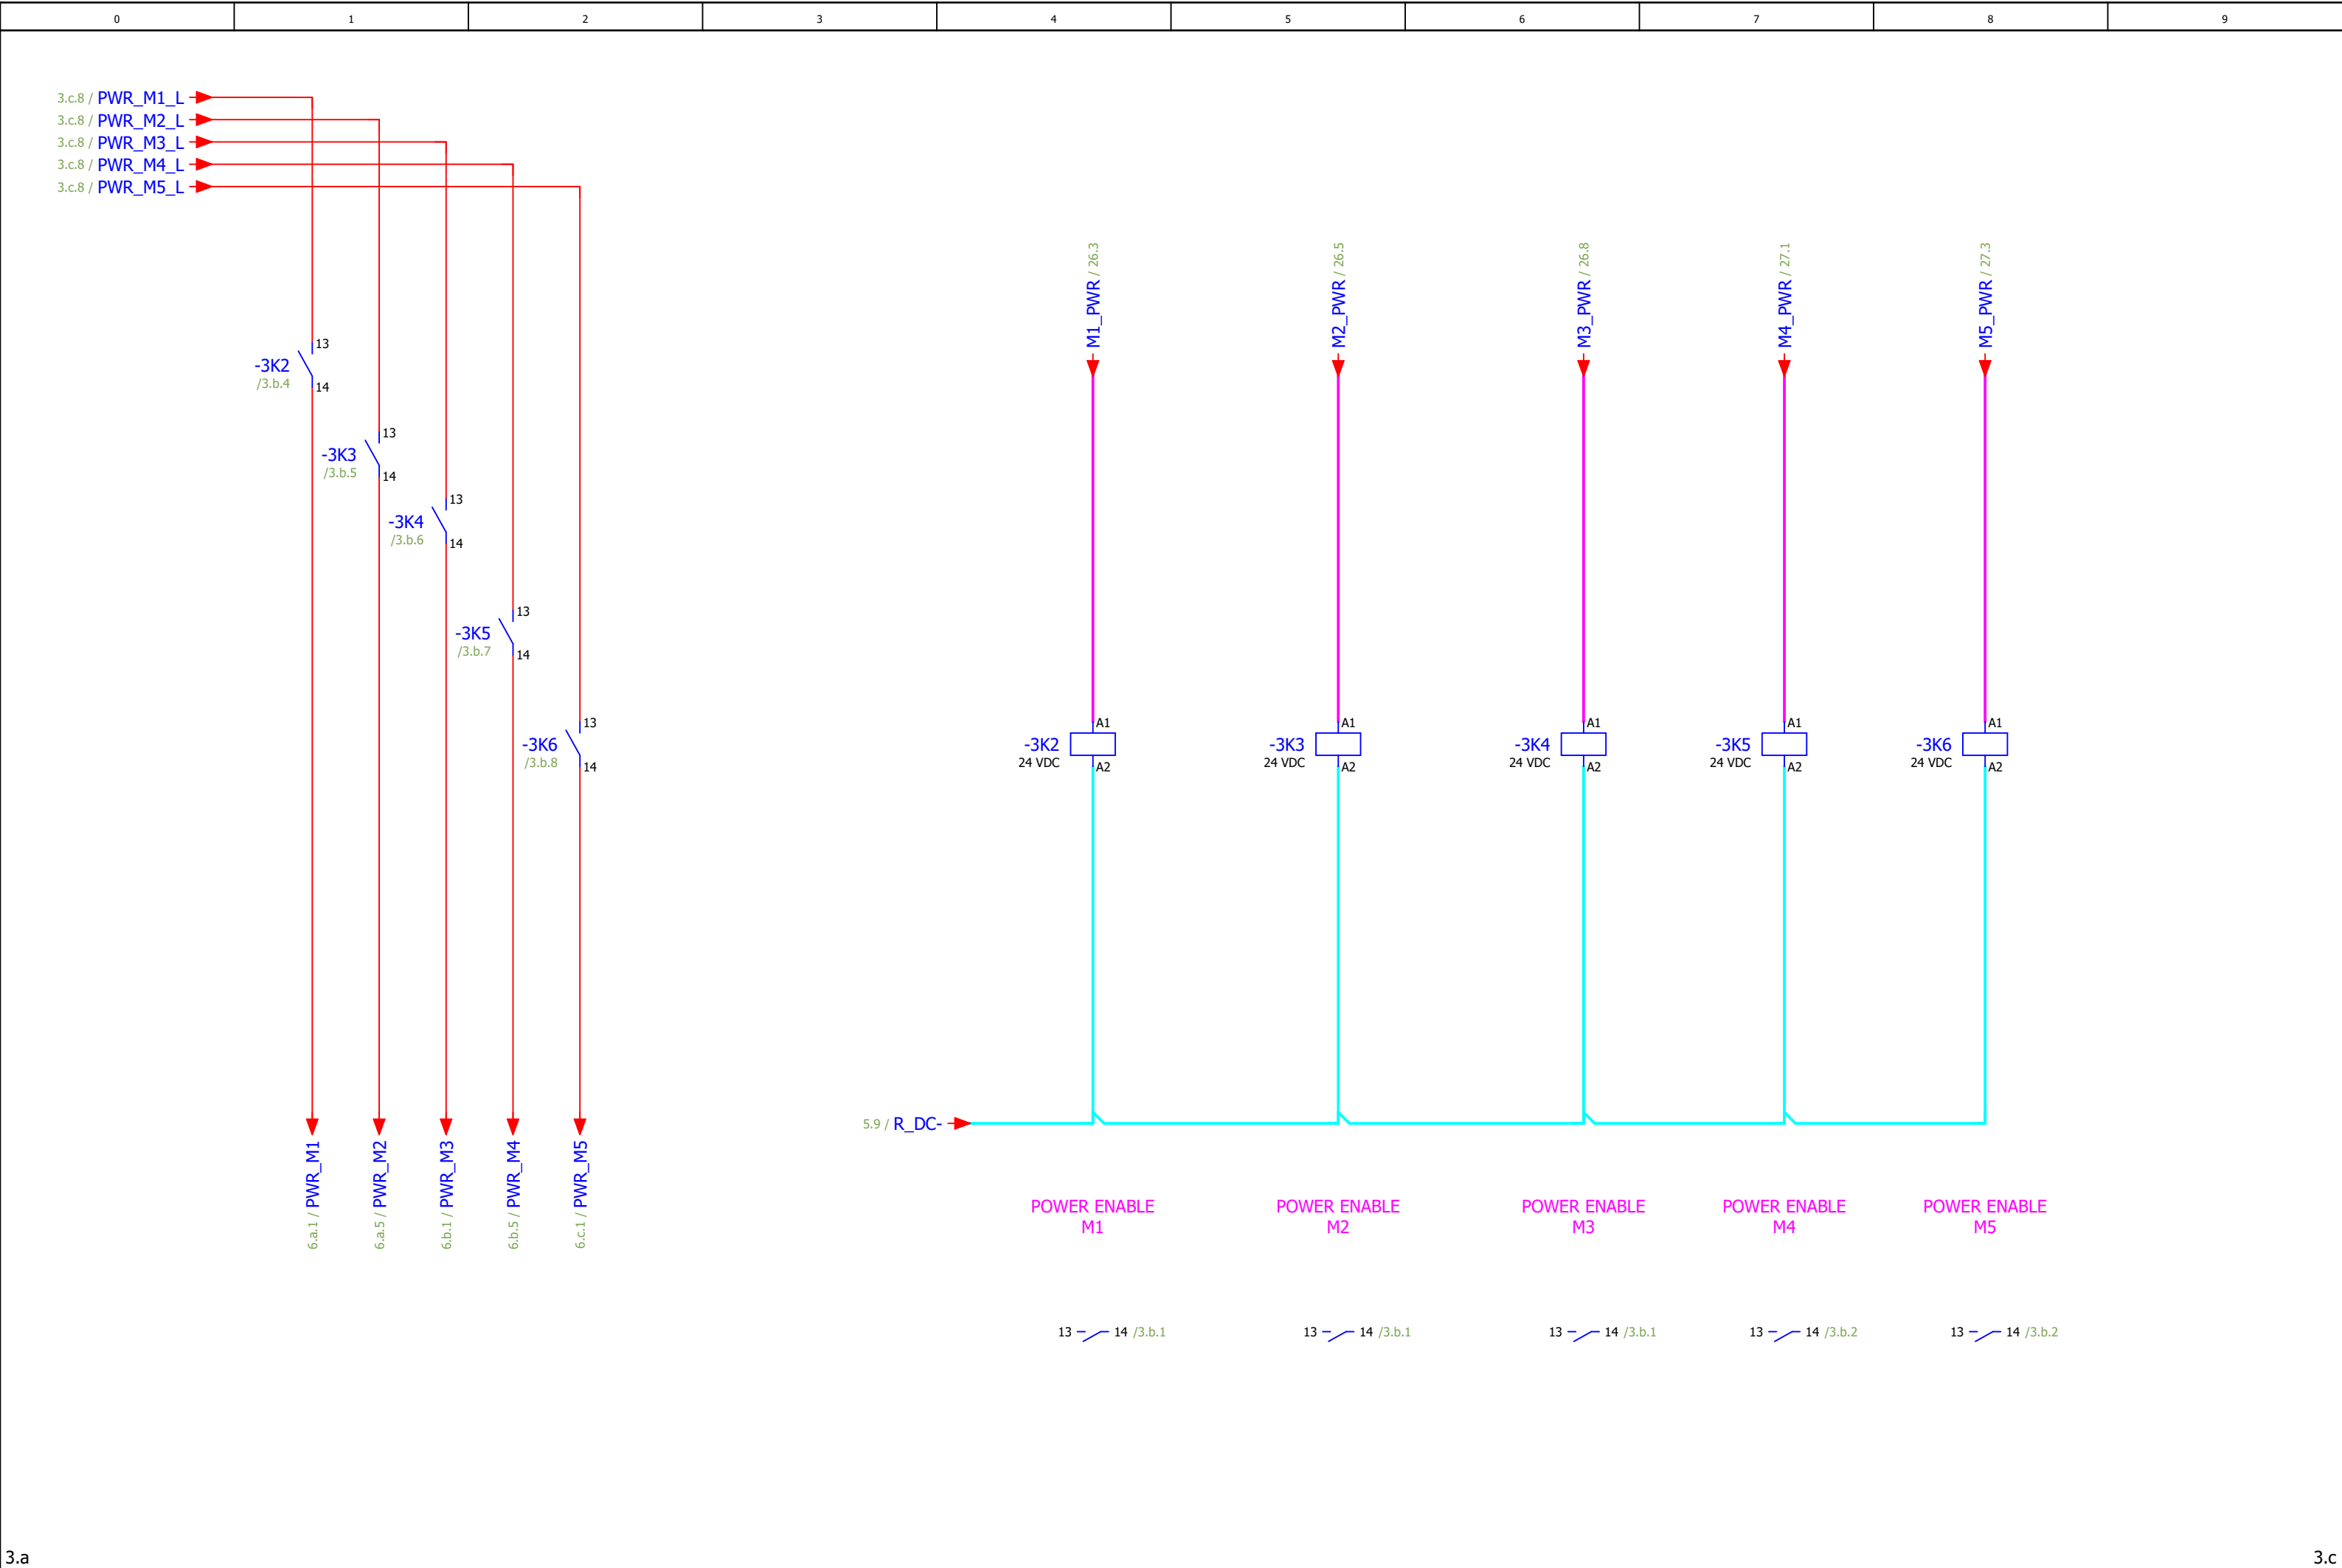 0 1 2 3 4 5 6 7 8 9
3.c.8 / PWR_M1_L
3.c.8 / PWR_M2_L
3.c.8 / PWR_M3_L
3.c.8 / PWR_M4_L
3.c.8 / PWR_M5_L
M1_PWR / 26.3
M2_PWR / 26.5
M3_PWR / 26.8
M4_PWR / 27.1
M5_PWR / 27.3
13
-3K2
/3.b.4
14
13
-3K3
/3.b.5
14
13
-3K4
/3.b.6
14
13
-3K5
/3.b.7
14
13
-3K6
/3.b.8
14
A1
-3K2
24 VDC
A2
A1
-3K3
24 VDC
A2
A1
-3K4
24 VDC
A2
A1
-3K5
24 VDC
A2
A1
-3K6
24 VDC
A2
5.9 / R_DC-
6.a.1 / PWR_M1
6.a.5 / PWR_M2
6.b.1 / PWR_M3
6.b.5 / PWR_M4
6.c.1 / PWR_M5
POWER ENABLE
M1
POWER ENABLE
M2
POWER ENABLE
M3
POWER ENABLE
M4
POWER ENABLE
M5
13 14 /3.b.1
13 14 /3.b.1
13 14 /3.b.1
13 14 /3.b.2
13 14 /3.b.2
3.a
3.c